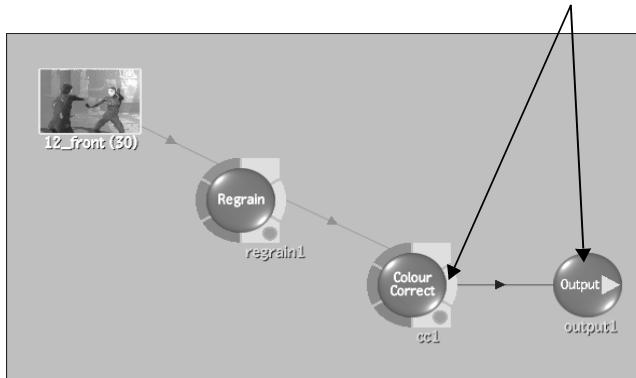 12_front (30)
Regrain
regrain1
Colour
Correct
cc1
Output
output1